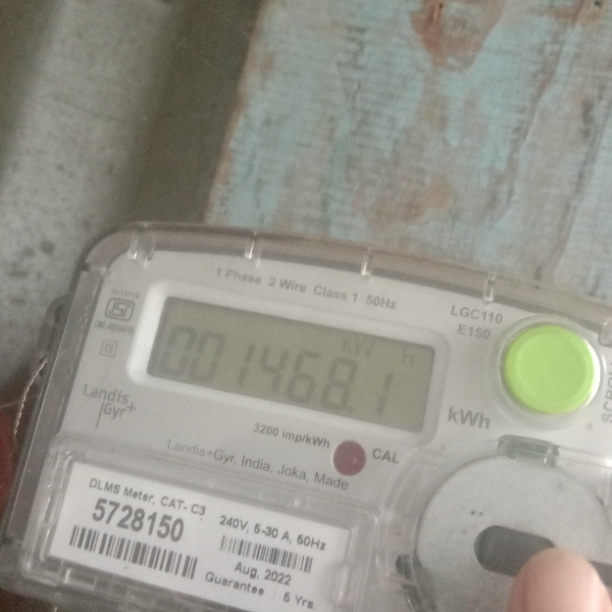 1 Phase 2 Wire Class 1 50Hz
LGC110
E150
KW h
001468.1
Landis
Gyr+
kWh
3200 imp/kWh
CAL
Landis+Gyr, India, Joka, Made
DLMS Meter, CAT- C3
5728150
240V, 5-30 A, 50Hz
Aug, 2022
Guarantee : 5 Yrs